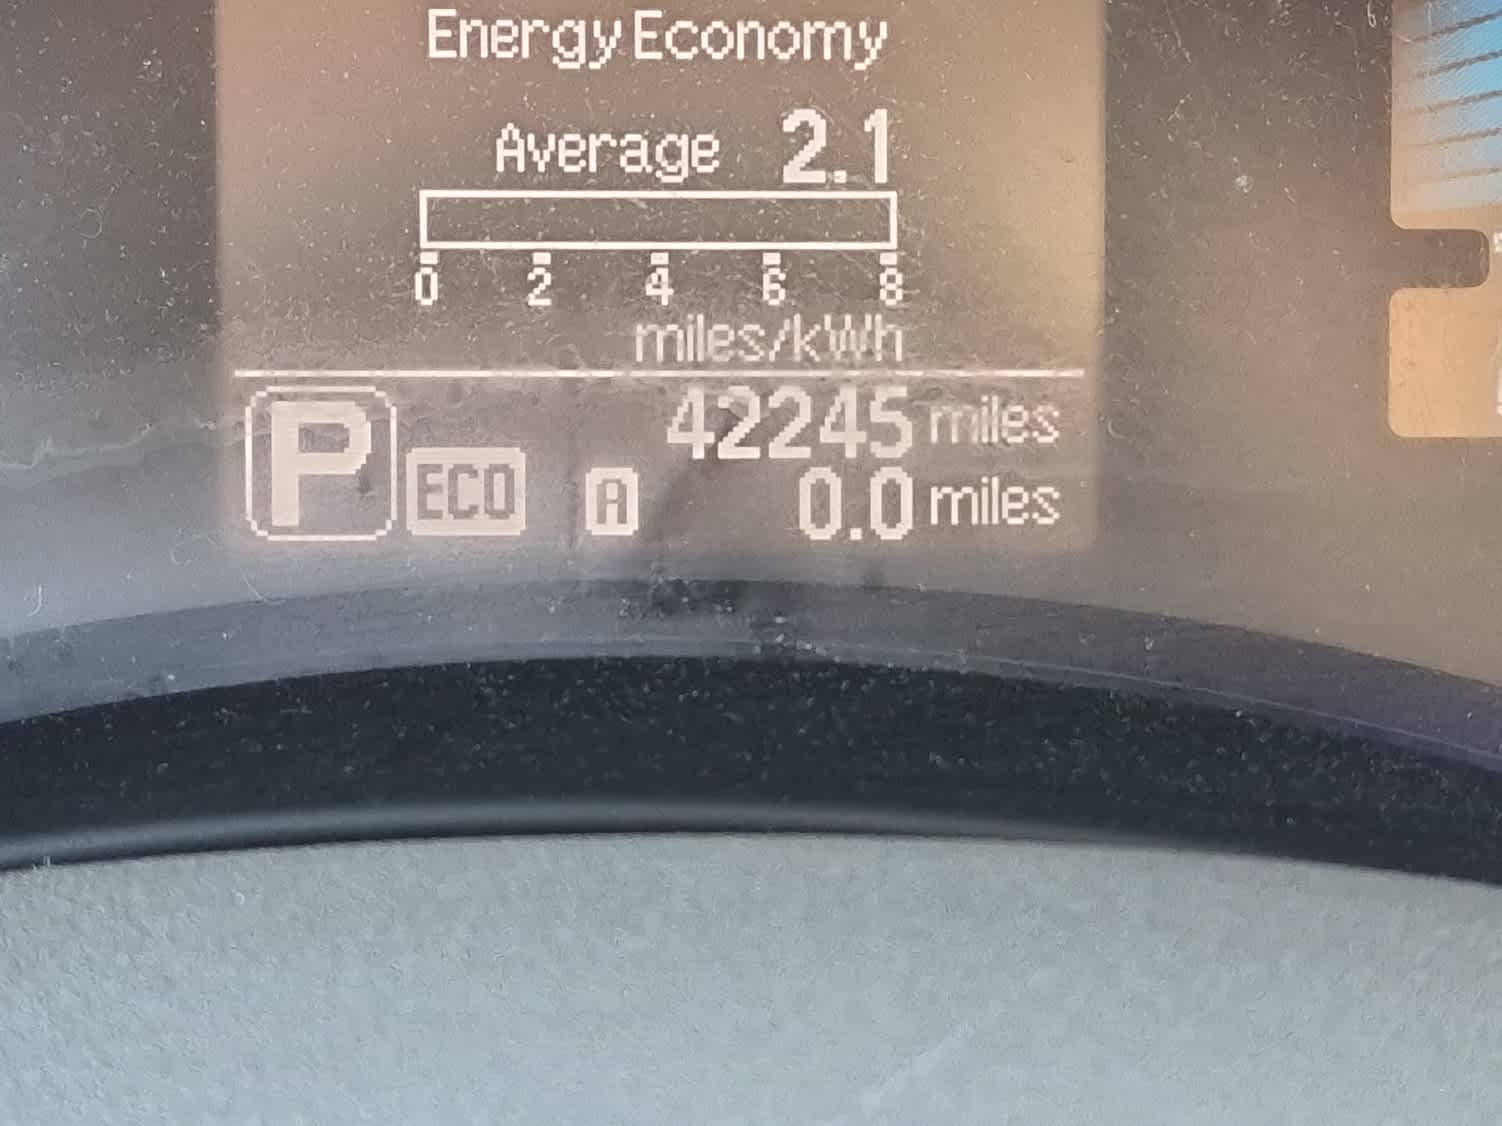 Energy Economy
Average 2.1
0 2 4 6 8
miles/kWh
42245 miles
P ECO A 0.0 miles